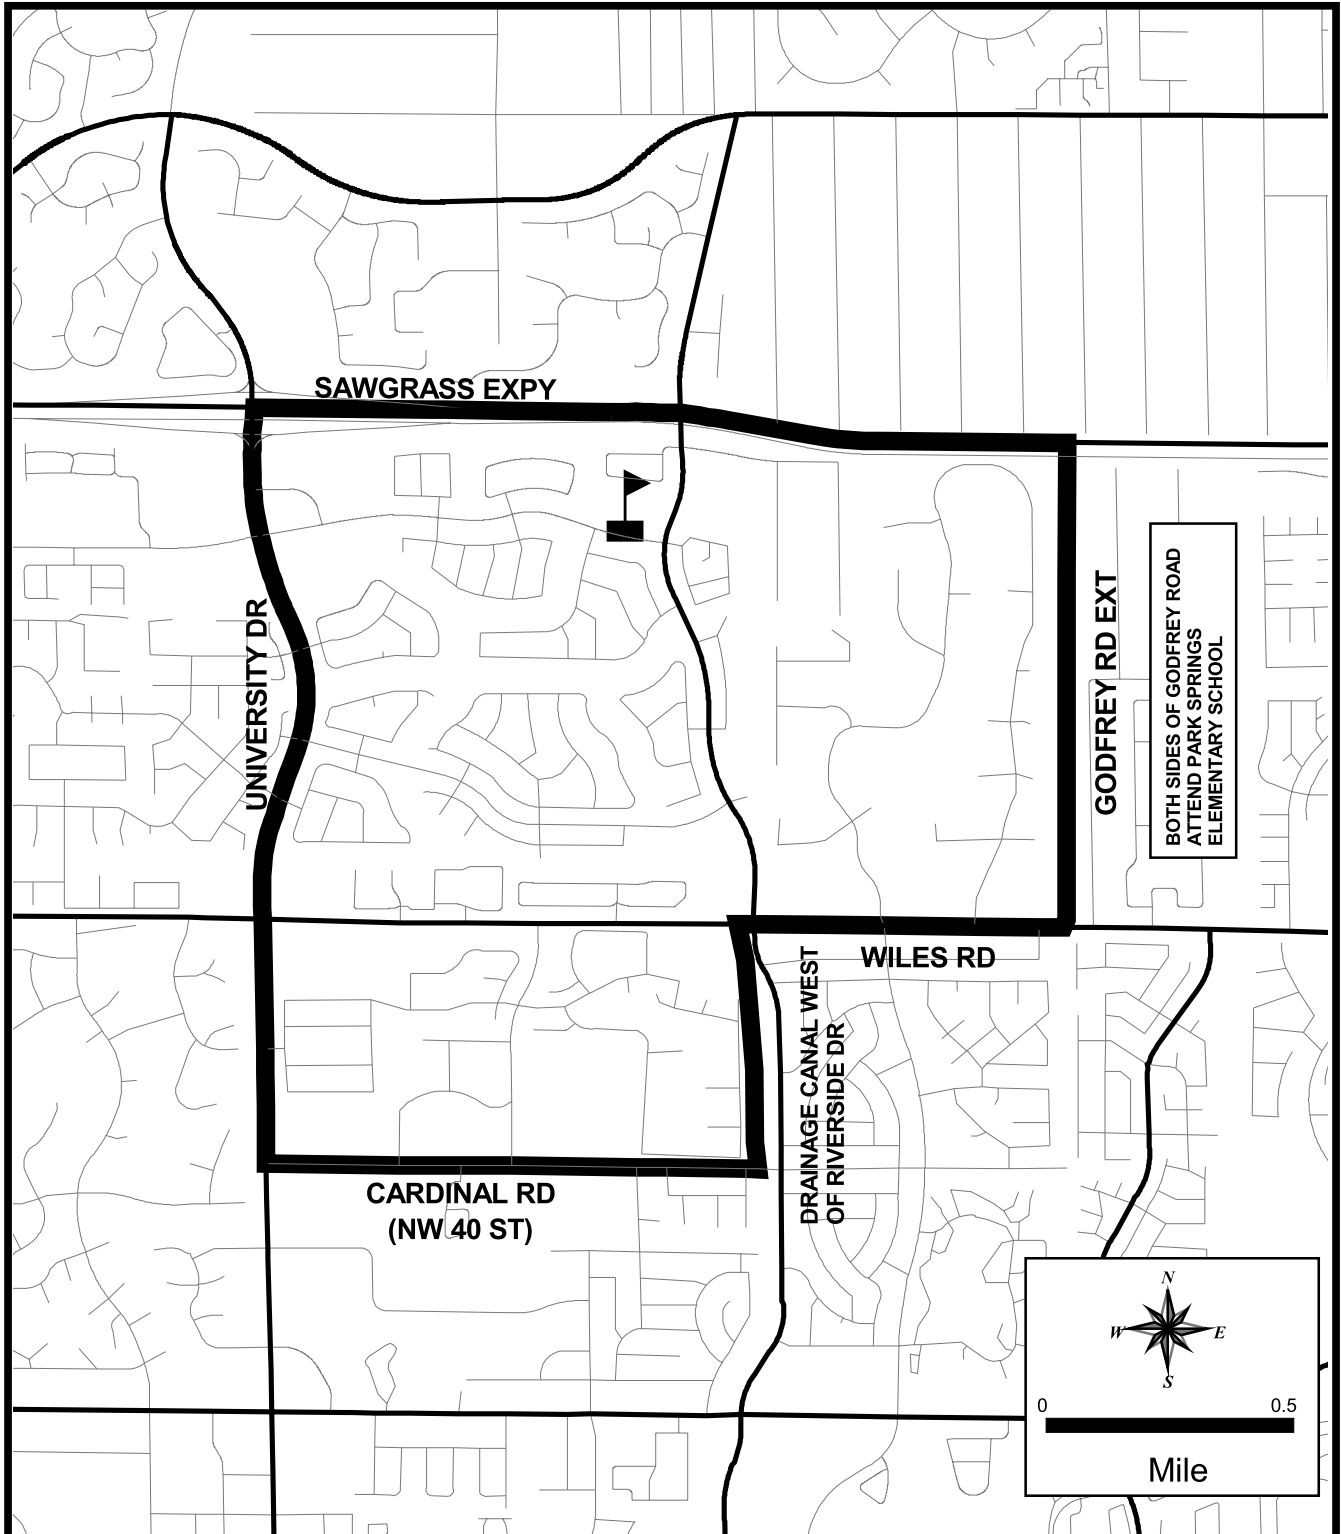 SAWGRASS EXPY
UNIVERSITY DR
GODFREY RD EXT
BOTH SIDES OF GODFREY ROAD
ATTEND PARK SPRINGS
ELEMENTARY SCHOOL
WILES RD
DRAINAGE CANAL WEST
OF RIVERSIDE DR
CARDINAL RD
(NW 40 ST)
N
W
E
S
0
0.5
Mile